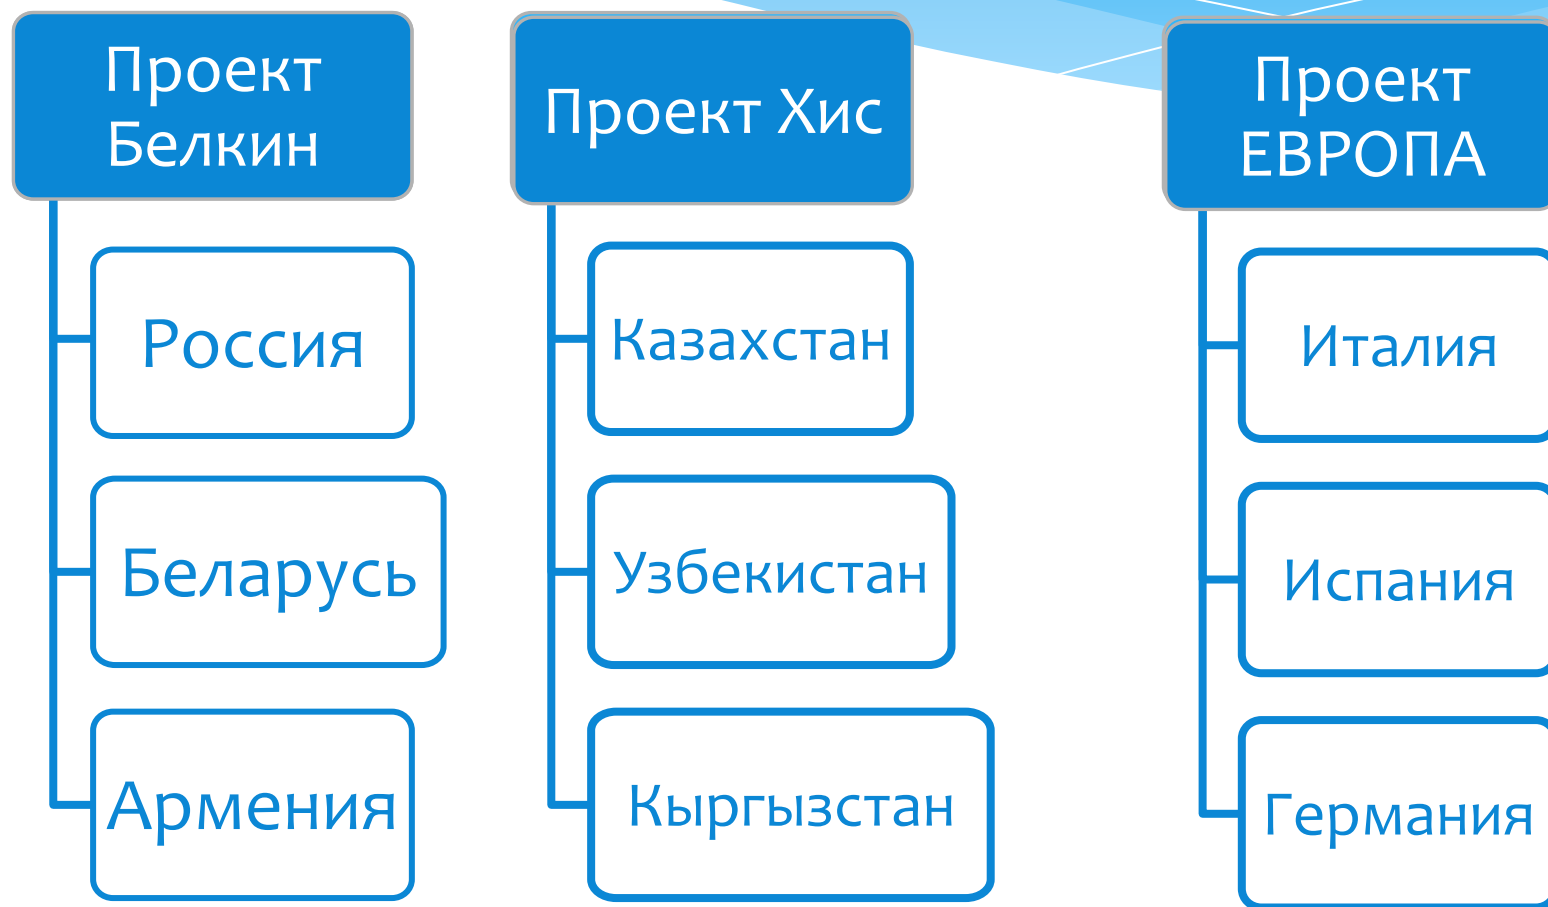 Проект
Белкин
Россия
Беларусь
Армения
Проект Хис
Казахстан
Узбекистан
Кыргызстан
Проект
ЕВРОПА
Италия
Испания
Германия